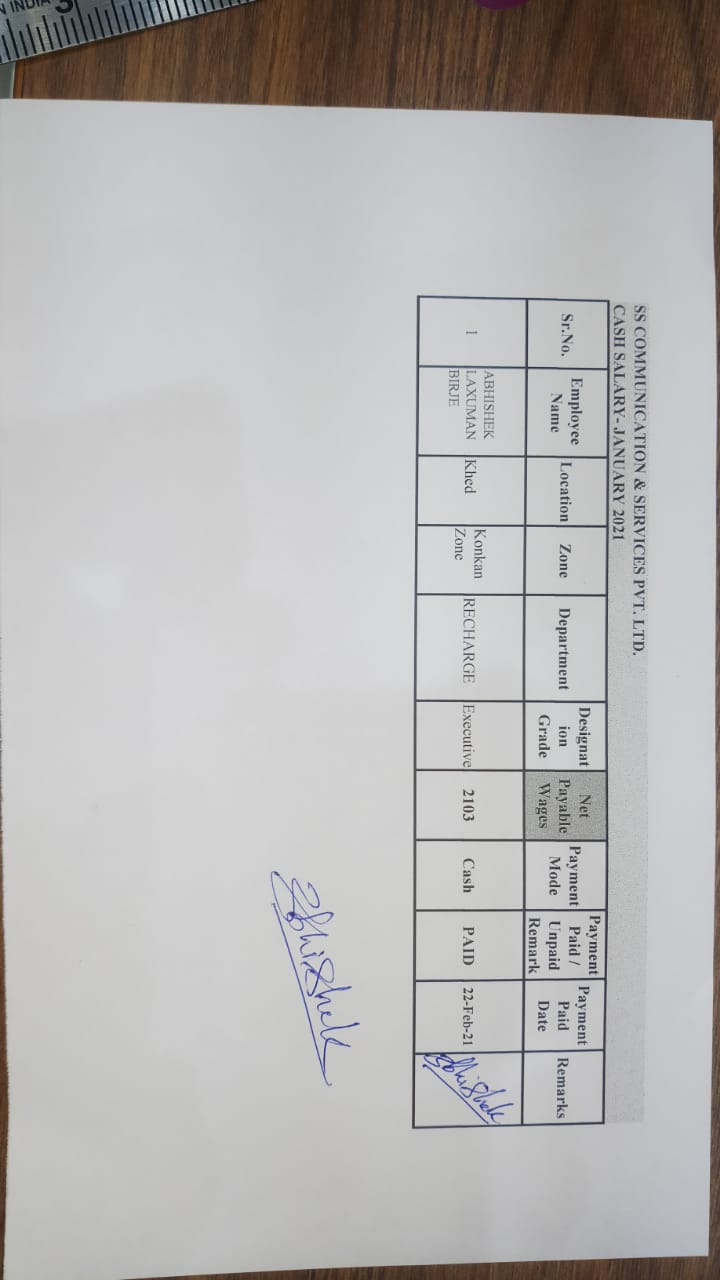 SS COMMUNICATION & SERVICES PVT. LTD.
CASH SALARY- JANUARY 2021
Sr.No. Employee Name Location Zone Department Designation Grade Net Payable Wages Payment Mode Payment Paid / Unpaid Remark Payment Paid Date Remarks
1 ABHISHEK LAXUMAN BIRJE Khed Konkan Zone RECHARGE Executive 2103 Cash PAID 22-Feb-21 Abhishek
Abhishek
INDIA 3